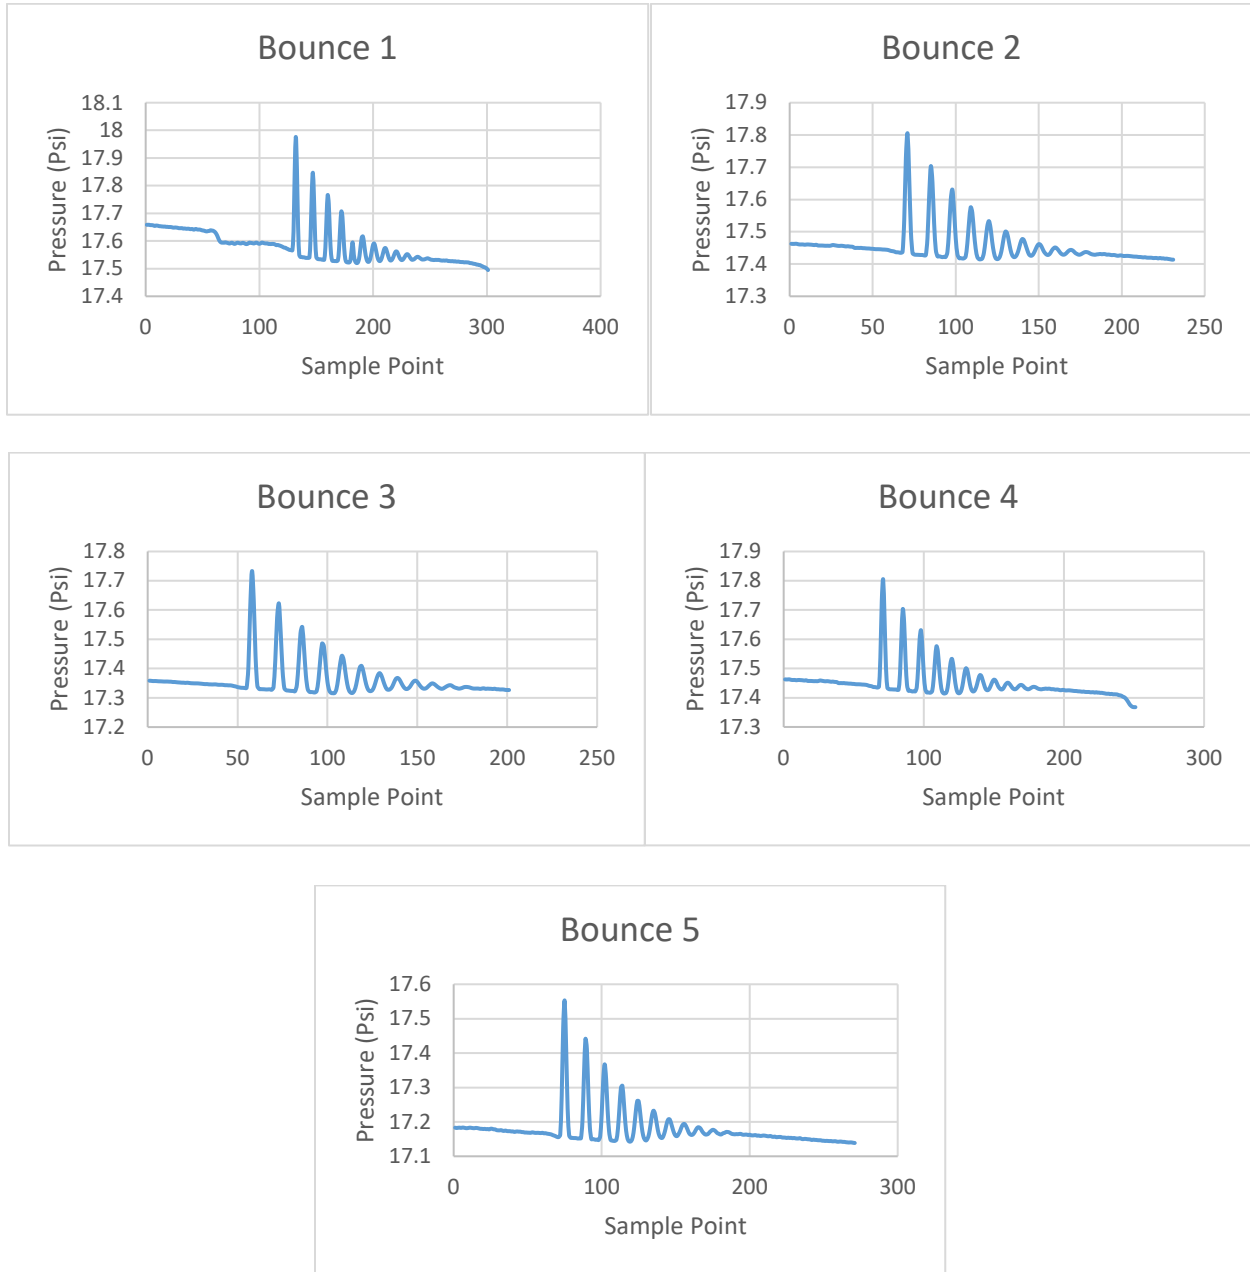 Bounce 1
Pressure (Psi)
18.1
18
17.9
17.8
17.7
17.6
17.5
17.4
0 100 200 300 400
Sample Point
Bounce 2
Pressure (Psi)
17.9
17.8
17.7
17.6
17.5
17.4
17.3
0 50 100 150 200 250
Sample Point
Bounce 3
Pressure (Psi)
17.8
17.7
17.6
17.5
17.4
17.3
17.2
0 50 100 150 200 250
Sample Point
Bounce 4
Pressure (Psi)
17.9
17.8
17.7
17.6
17.5
17.4
17.3
0 100 200 300
Sample Point
Bounce 5
Pressure (Psi)
17.6
17.5
17.4
17.3
17.2
17.1
0 100 200 300
Sample Point